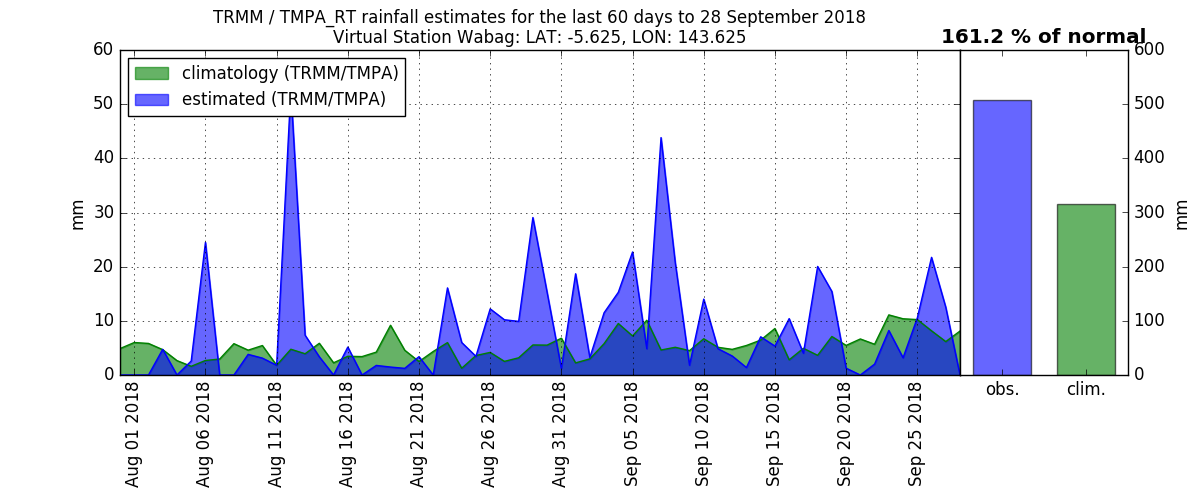 TRMM / TMPA_RT rainfall estimates for the last 60 days to 28 September 2018
Virtual Station Wabag: LAT: -5.625, LON: 143.625
161.2 % of normal
climatology (TRMM/TMPA)
estimated (TRMM/TMPA)
60
50
40
30
20
10
0
mm
600
500
400
300
200
100
0
mm
Aug 01 2018
Aug 06 2018
Aug 11 2018
Aug 16 2018
Aug 21 2018
Aug 26 2018
Aug 31 2018
Sep 05 2018
Sep 10 2018
Sep 15 2018
Sep 20 2018
Sep 25 2018
obs.
clim.